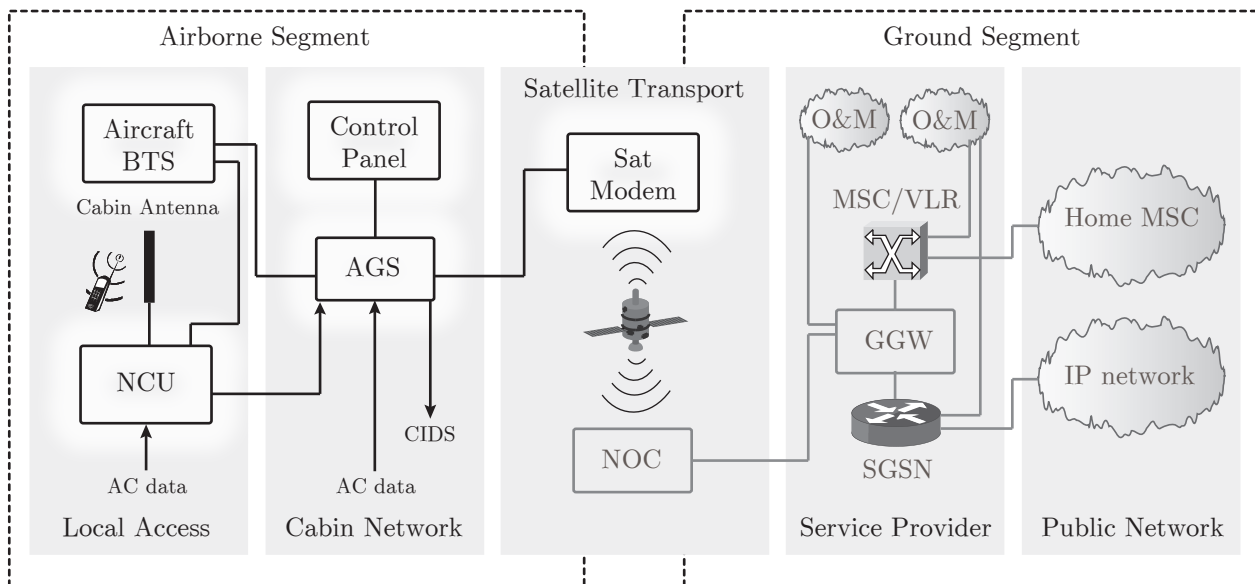 Airborne Segment
Ground Segment
Satellite Transport
Aircraft
BTS
Cabin Antenna
NCU
AC data
Local Access
Control
Panel
AGS
CIDS
AC data
Cabin Network
Sat
Modem
NOC
O&M
O&M
MSC/VLR
GGW
SGSN
Service Provider
Home MSC
IP network
Public Network